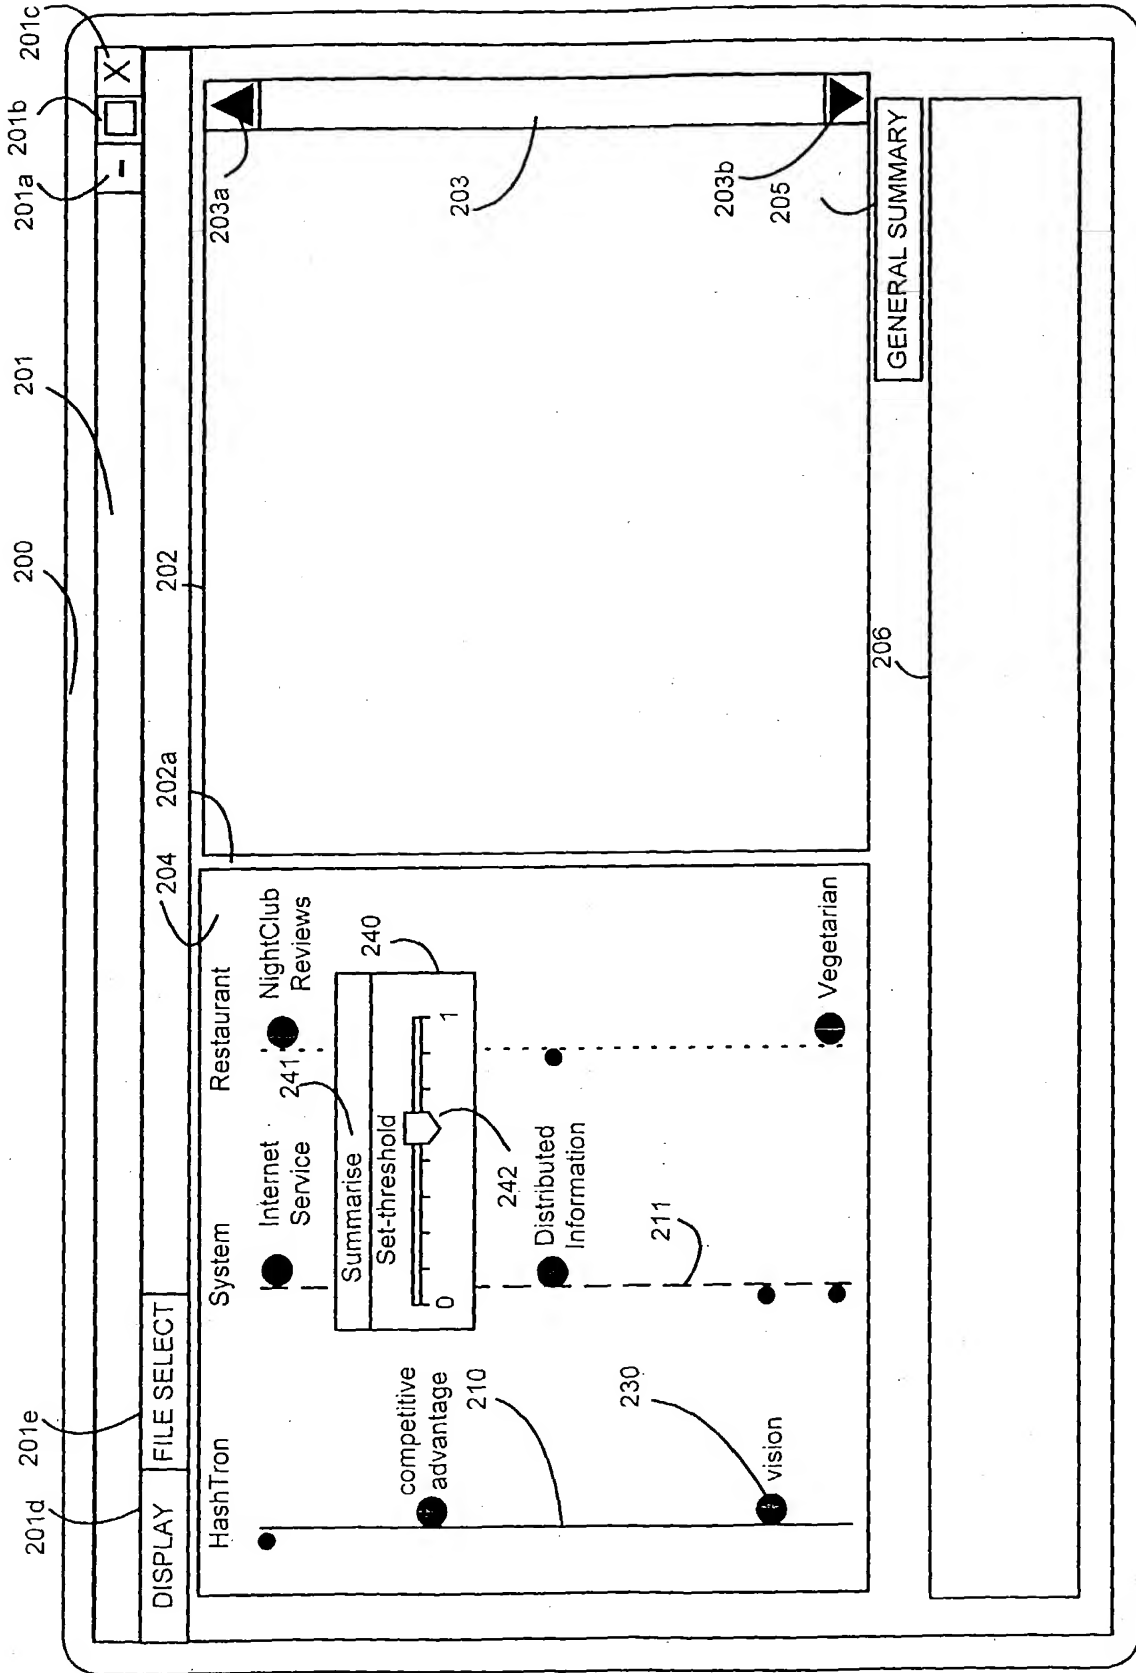 200
201
201a
201b
201c
201d
201e
DISPLAY
FILE SELECT
204
202a
202
HashTron
System
Restaurant
203a
Internet
Service
241
NightClub
Reviews
Summarise
240
Set-threshold
0
1
competitive
advantage
242
203
210
Distributed
Information
211
230
203b
vision
Vegetarian
205
206
GENERAL SUMMARY